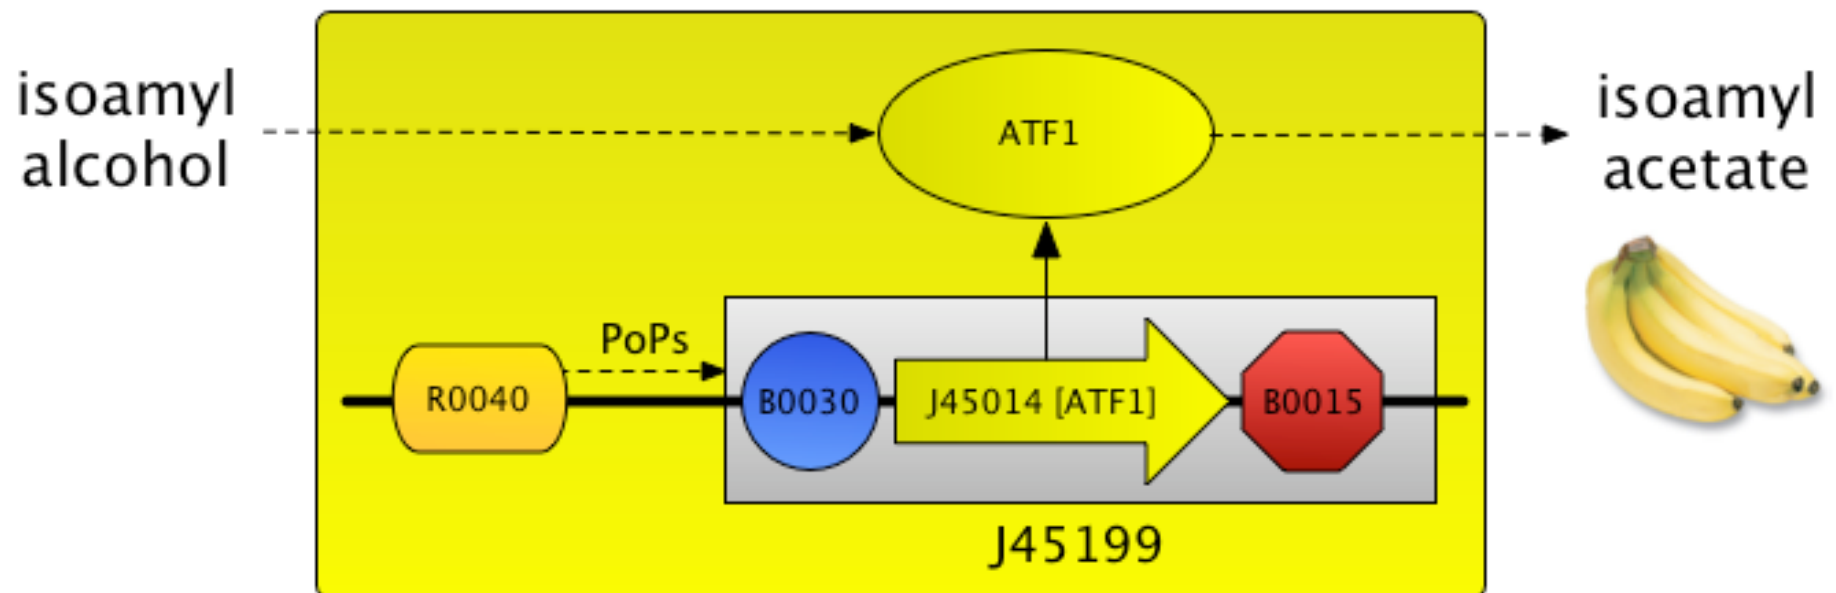 isoamyl
alcohol
ATF1
isoamyl
acetate
PoPs
R0040
B0030
J45014 [ATF1]
B0015
J45199